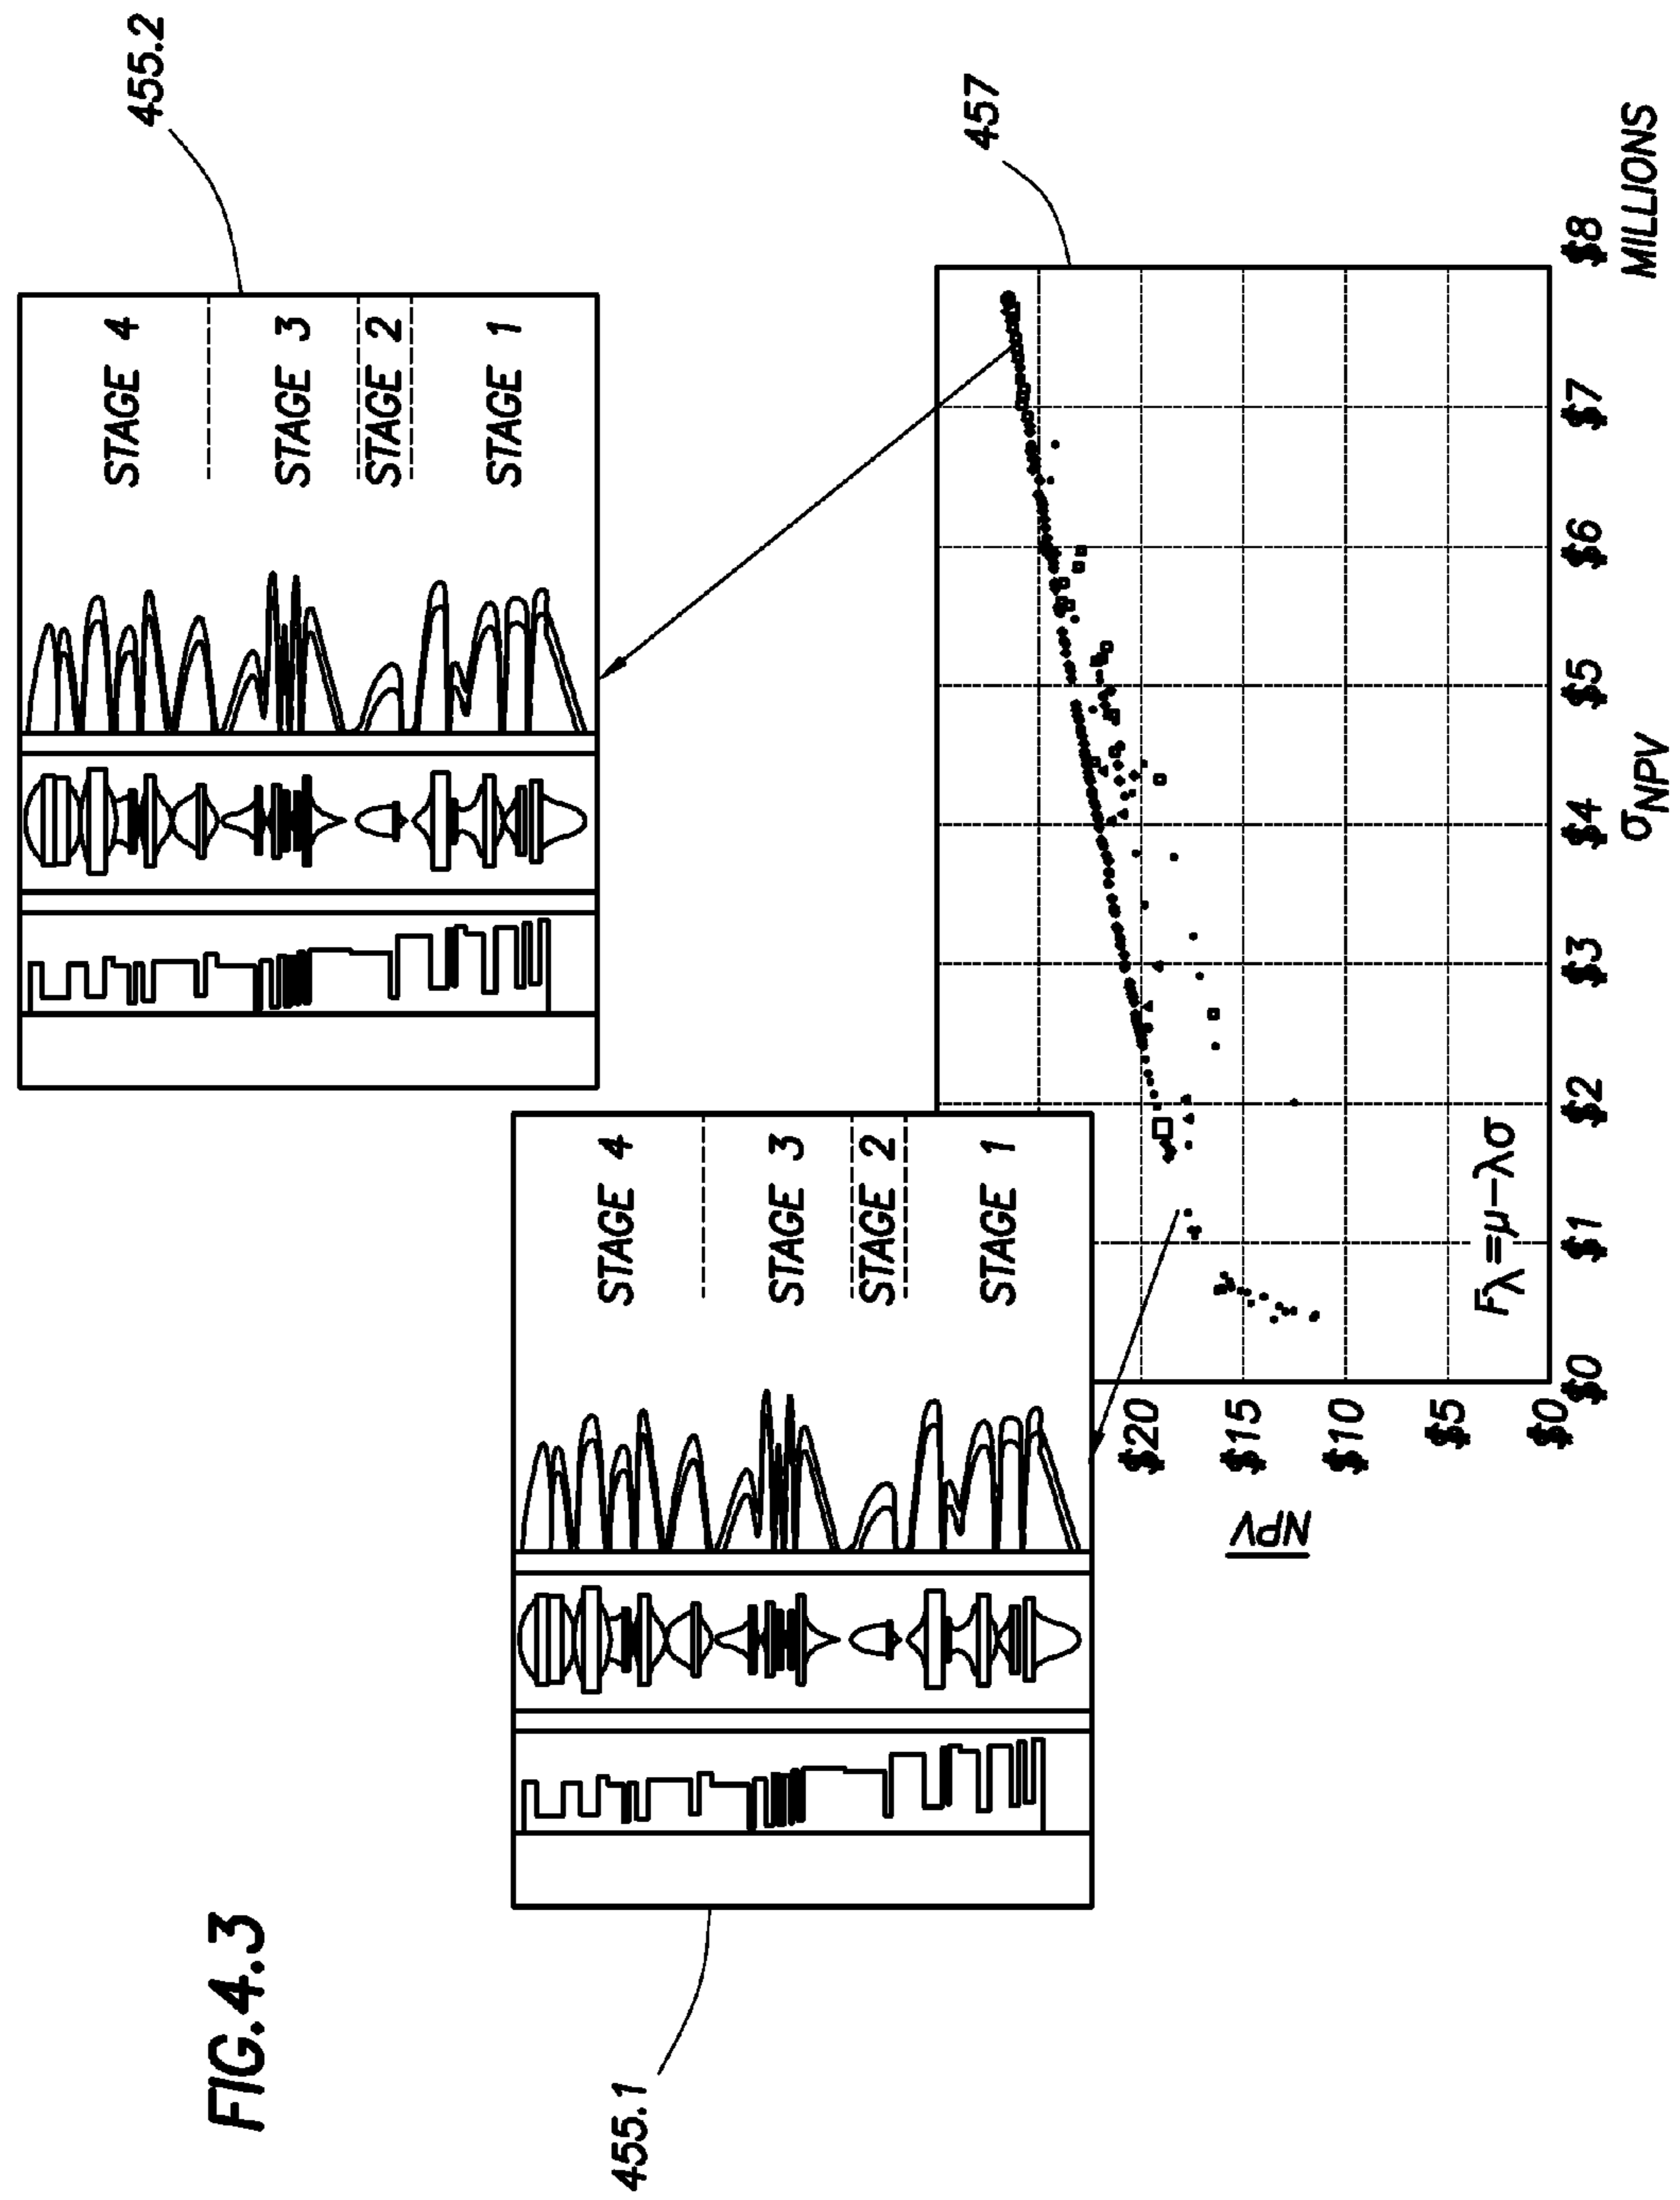 FIG.4.3
455.1
STAGE 4
STAGE 3
STAGE 2
STAGE 1
455.2
STAGE 4
STAGE 3
STAGE 2
STAGE 1
457
NPV
$20
$15
$10
$5
$0
Fλ=μ-λσ
$0
$1
$2
$3
$4
$5
$6
$7
$8
σNPV
MILLIONS